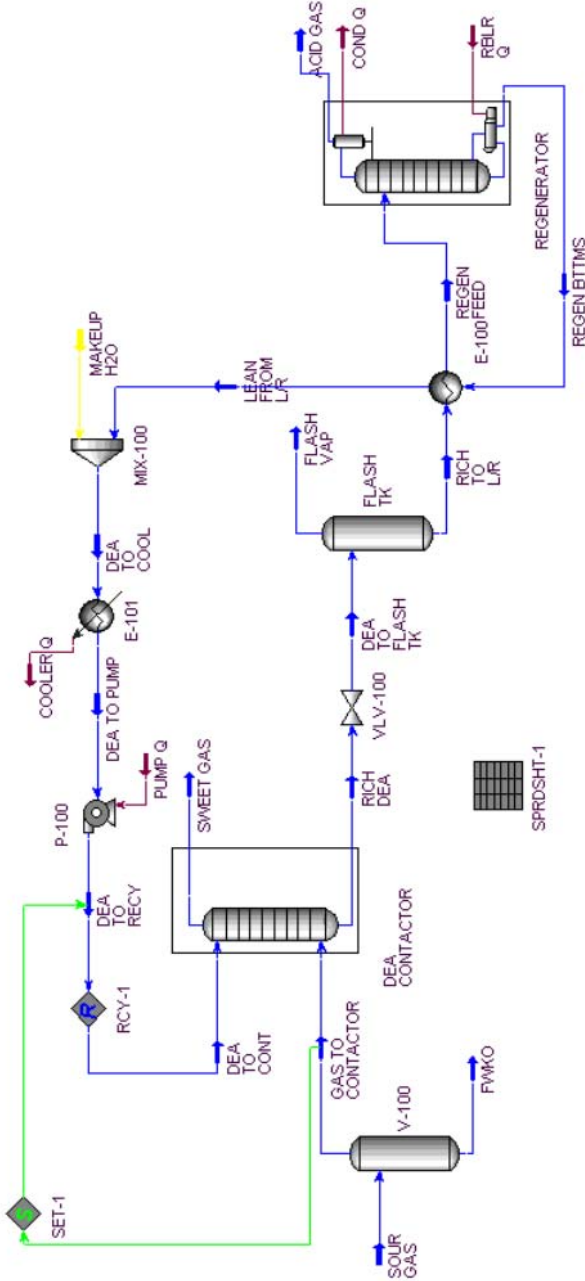 SET-1
S
RCY-1
R
DEA
TO
RECY
P-100
PUMP Q
DEA TO PUMP
COOLER Q
E-101
DEA
TO
COOL
MIX-100
MAKEUP
H2O
LEAN
FROM
L/R
ACID GAS
COND Q
RBLR
Q
REGENERATOR
REGEN BTTMS
REGEN
FEED
E-100
RICH
TO
L/R
FLASH
VAP
FLASH
TK
DEA
TO
FLASH
TK
VLV-100
RICH
DEA
SWEET GAS
DEA
CONTACTOR
DEA
TO
CONT
GAS TO
CONTACTOR
V-100
FWKO
SOUR
GAS
SPRDSHT-1